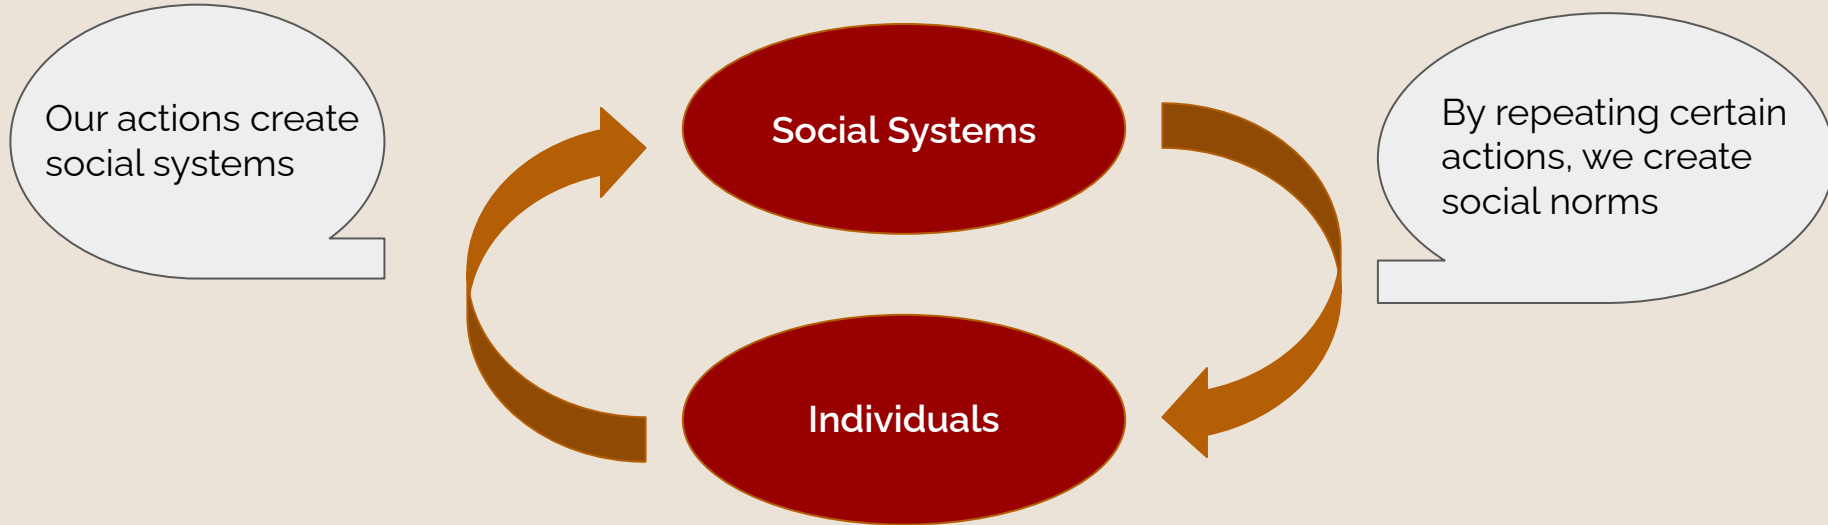 Our actions create
social systems
Social Systems
By repeating certain
actions, we create
social norms
Individuals